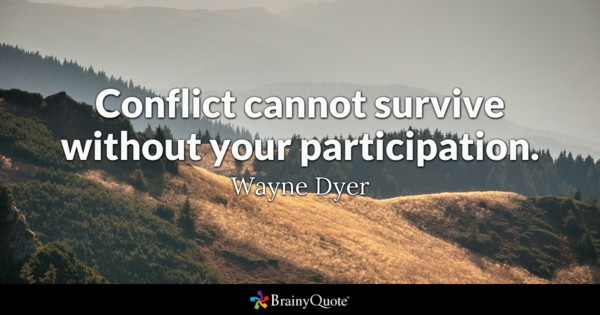 Conflict cannot survive
without your participation.
Wayne Dyer
BrainyQuote®